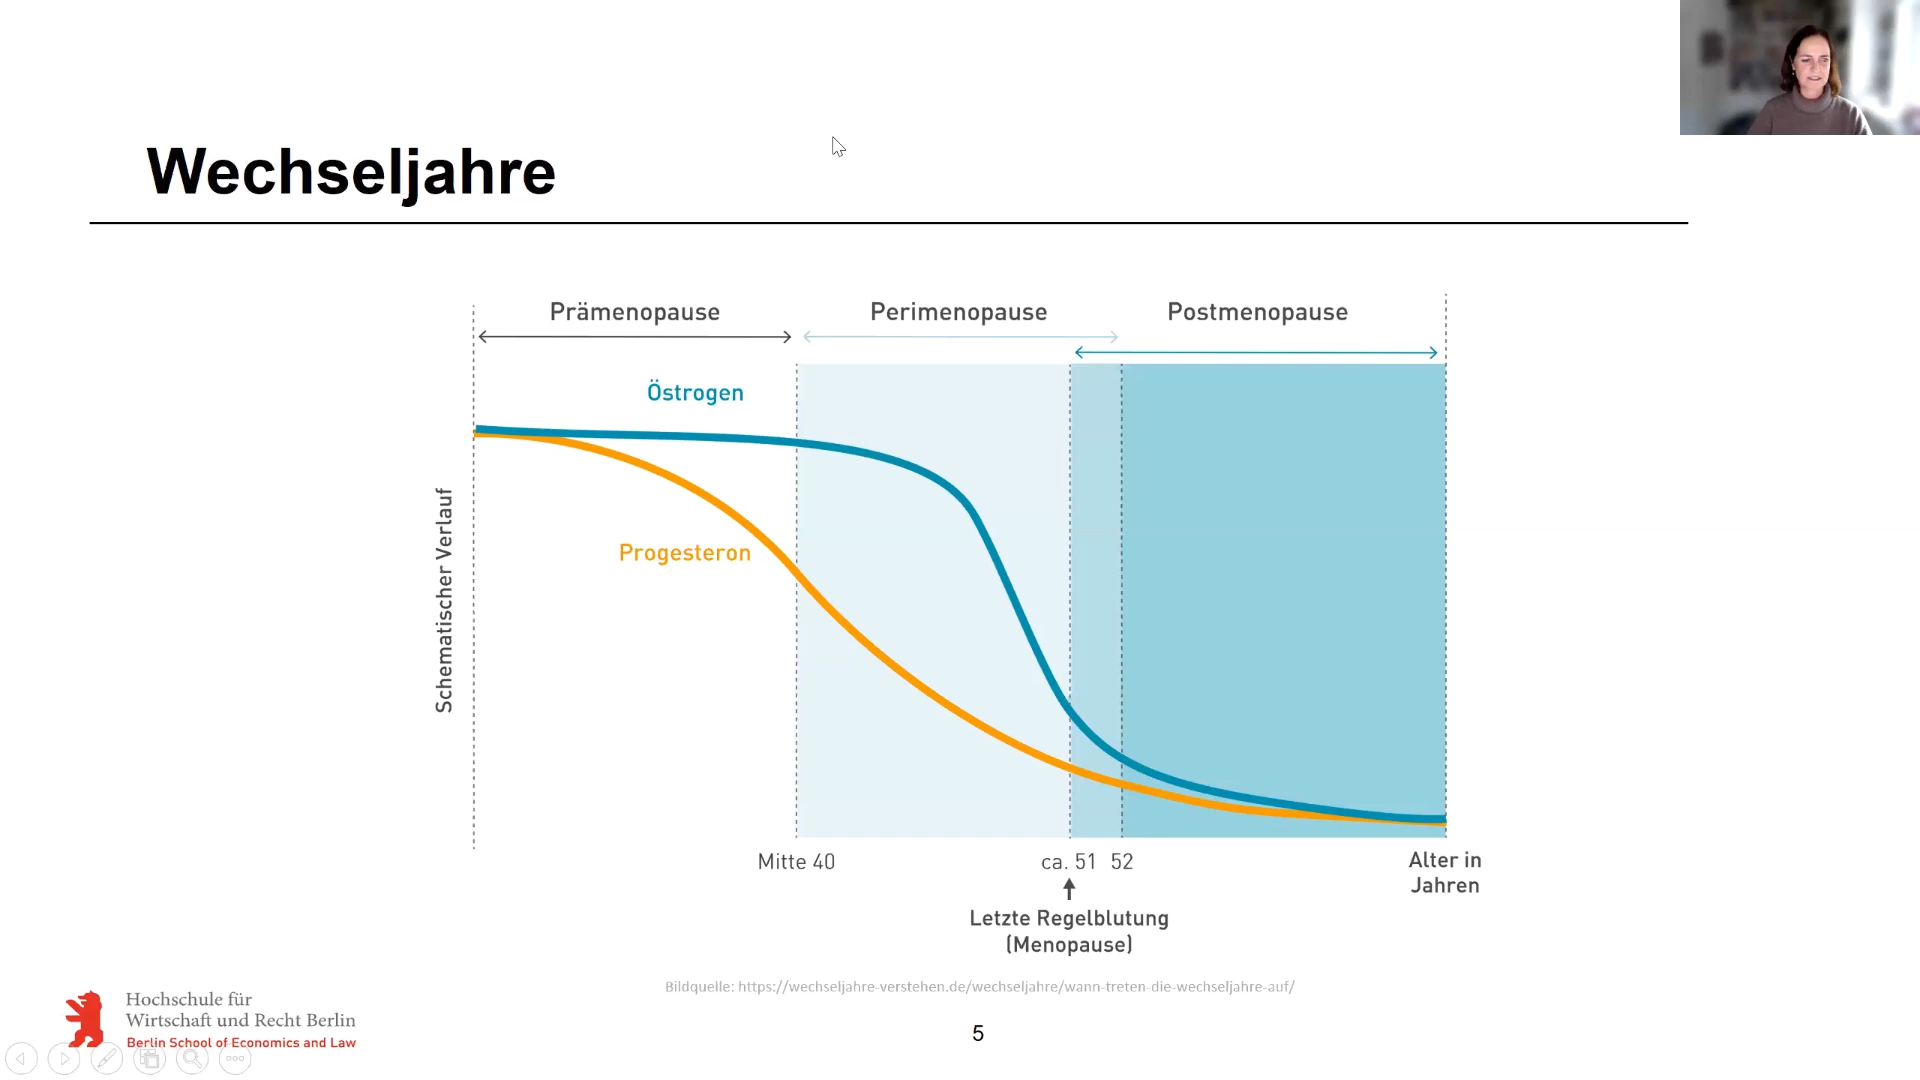 Wechseljahre
Prämenopause
Perimenopause
Postmenopause
Östrogen
Progesteron
Schematischer Verlauf
Mitte 40
ca. 51
52
Alter in
Jahren
Letzte Regelblutung
(Menopause)
Bildquelle: https://wechseljahre-verstehen.de/wechseljahre/wann-treten-die-wechseljahre-auf/
Hochschule für
Wirtschaft und Recht Berlin
Berlin School of Economics and Law
5